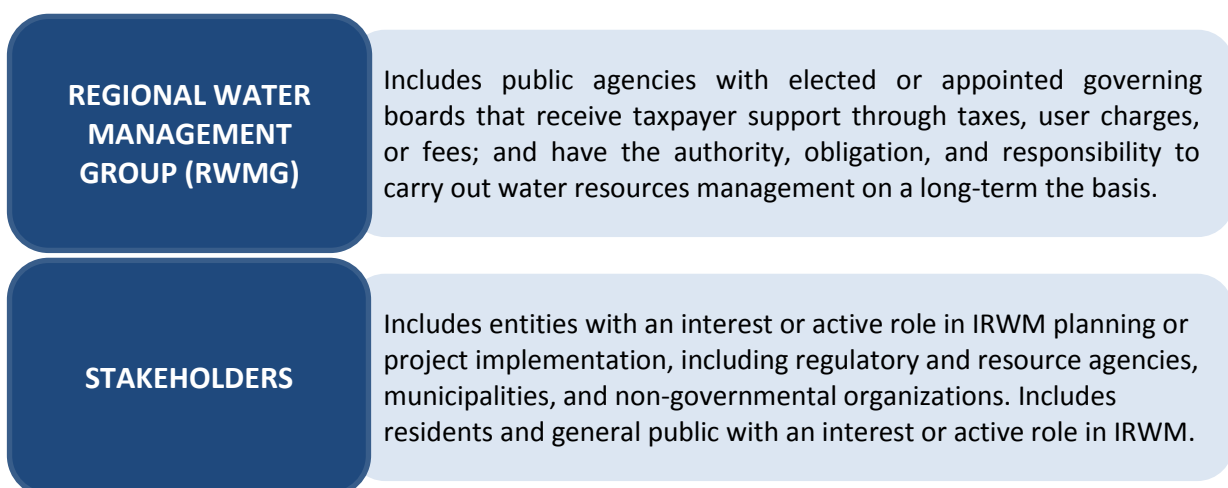 REGIONAL WATER
MANAGEMENT
GROUP (RWMG)
Includes public agencies with elected or appointed governing
boards that receive taxpayer support through taxes, user charges,
or fees; and have the authority, obligation, and responsibility to
carry out water resources management on a long-term the basis.
STAKEHOLDERS
Includes entities with an interest or active role in IRWM planning or
project implementation, including regulatory and resource agencies,
municipalities, and non-governmental organizations. Includes
residents and general public with an interest or active role in IRWM.